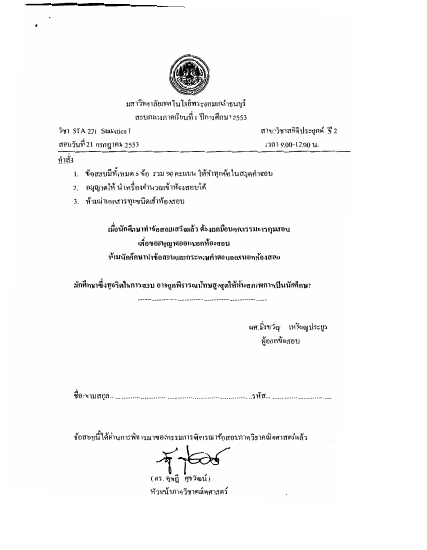 มหาวิทยาลัยเทคโนโลยีพระจอมเกล้าธนบุรี
สอบกลางภาคเรียนที่ 1 ปีการศึกษา 2553
วิชา STA 221 Statistics I สาขาวิชาสถิติประยุกต์ ปี 2
สอบวันที่ 21 กรกฎาคม 2553 เวลา 9.00-12.00 น.
คำสั่ง
1. ข้อสอบมีทั้งหมด 5 ข้อ รวม 90 คะแนน ให้ทำทุกข้อในสมุดคำตอบ
2. อนุญาตให้นำเครื่องคำนวณเข้าห้องสอบได้
3. ห้ามนำเอกสารทุกชนิดเข้าห้องสอบ
เมื่อนักศึกษาทำข้อสอบเสร็จแล้ว ต้องยกมือบอกกรรมการคุมสอบ
เพื่อขออนุญาตออกนอกห้องสอบ
ห้ามนักศึกษานำข้อสอบและกระดาษคำตอบออกนอกห้องสอบ
นักศึกษาซึ่งทุจริตในการสอบ อาจถูกพิจารณาโทษสูงสุดให้พ้นสภาพการเป็นนักศึกษา
ผศ.มิ่งขวัญ เหรียญประยูร
ผู้ออกข้อสอบ
ชื่อ-นามสกุล.....................................................รหัส.........................
ข้อสอบนี้ได้ผ่านการพิจารณาของกรรมการพิจารณาข้อสอบภาควิชาคณิตศาสตร์แล้ว
(ดร. ดุษฎี ศุขวัฒน์)
หัวหน้าภาควิชาคณิตศาสตร์